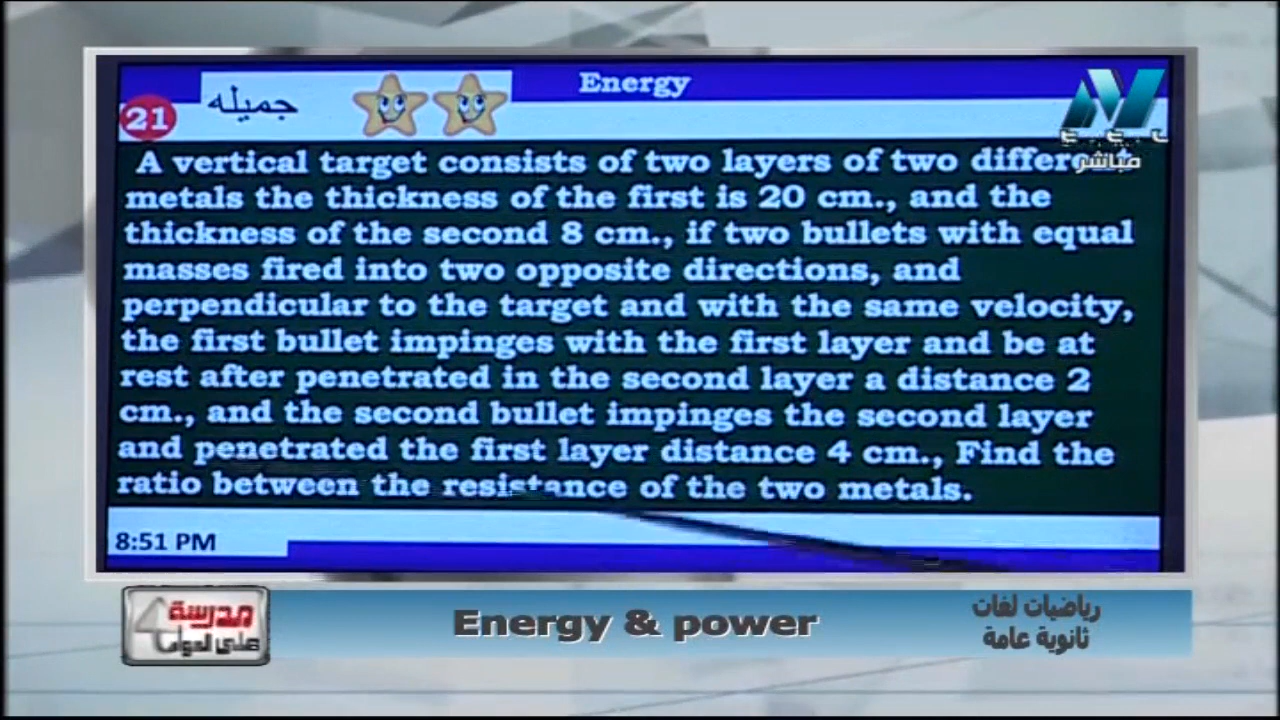 Energy
جميله
21
A vertical target consists of two layers of two
metals the thickness of the first is 20 cm., and the
thickness of the second 8 cm., if two bullets with equal
masses fired into two opposite directions, and
perpendicular to the target and with the same velocity,
the first bullet impinges with the first layer and be at
rest after penetrated in the second layer a distance 2
cm., and the second bullet impinges the second layer
and penetrated the first layer distance 4 cm., Find the
ratio between the resistance of the two metals.
مباشر
8:51 PM
مدرسة
على الهواء
Energy & power
رياضيات لغات
ثانوية عامة